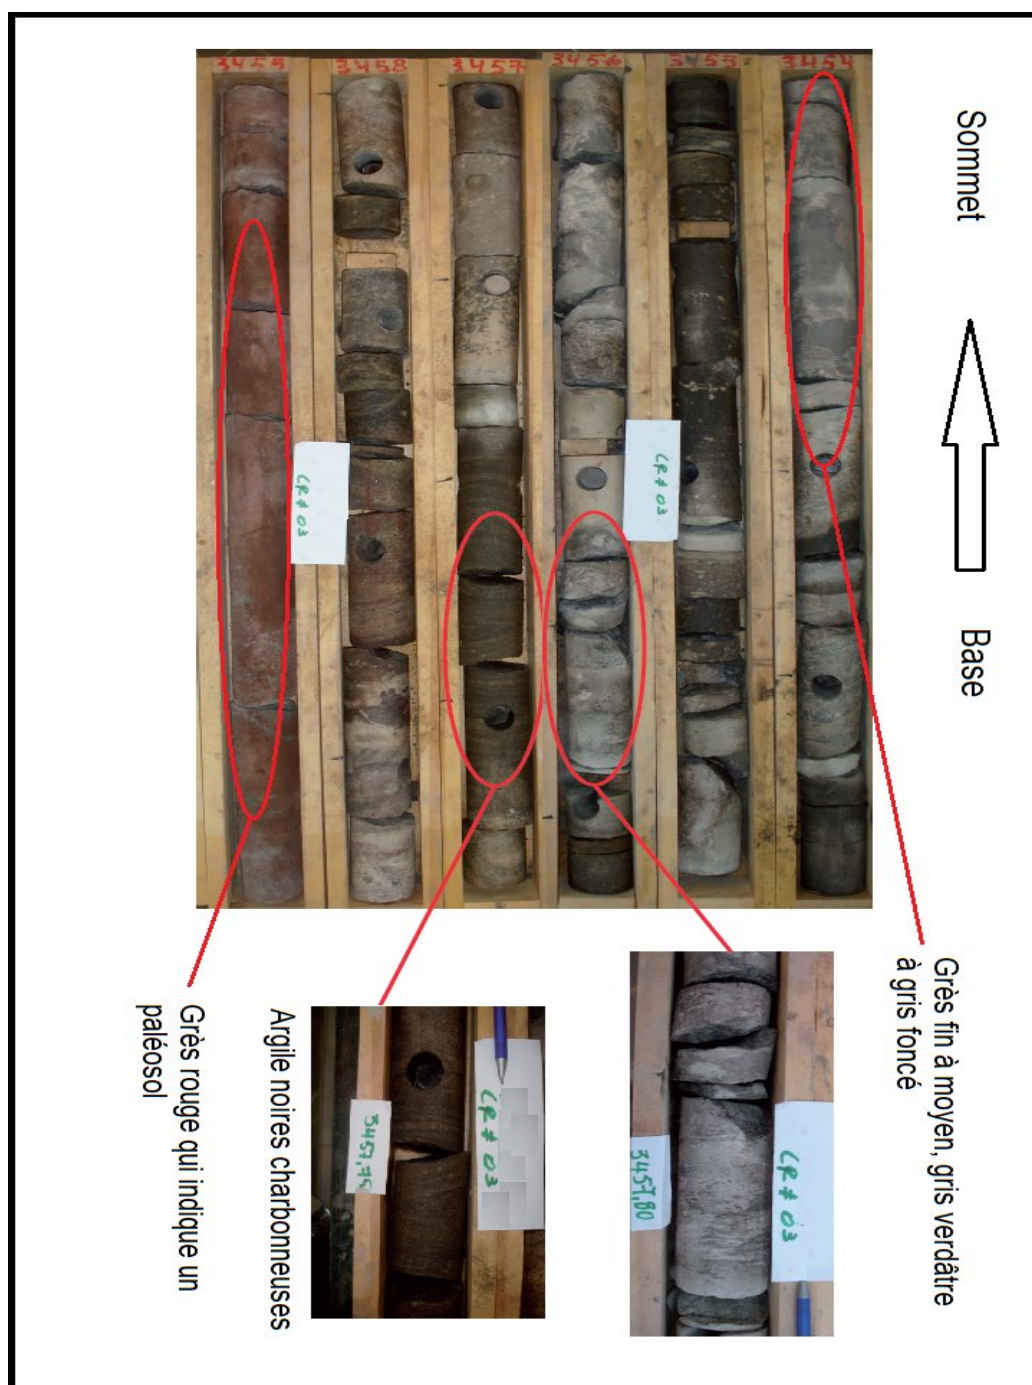 3459
3458
3457
3456
3455
3454
CR # 03
CR # 03
Sommet
Base
Grès fin à moyen, gris verdâtre
à gris foncé
CR # 03
3457,80
CR # 03
3457,75
Argile noires charbonneuses
Grès rouge qui indique un
paléosol